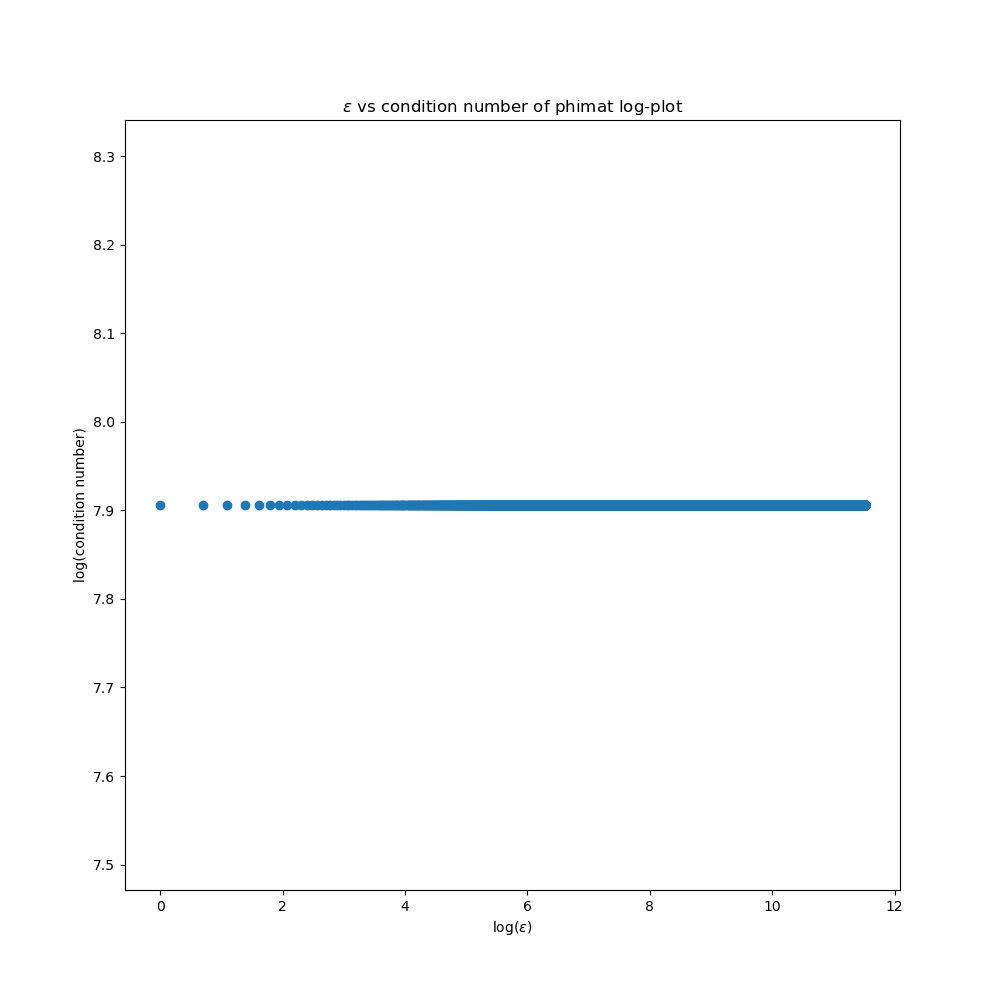 ε vs condition number of phimat log-plot
8.3
8.2
8.1
8.0
7.9
7.8
7.7
7.6
7.5
log(condition number)
0 2 4 6 8 10 12
log(ε)